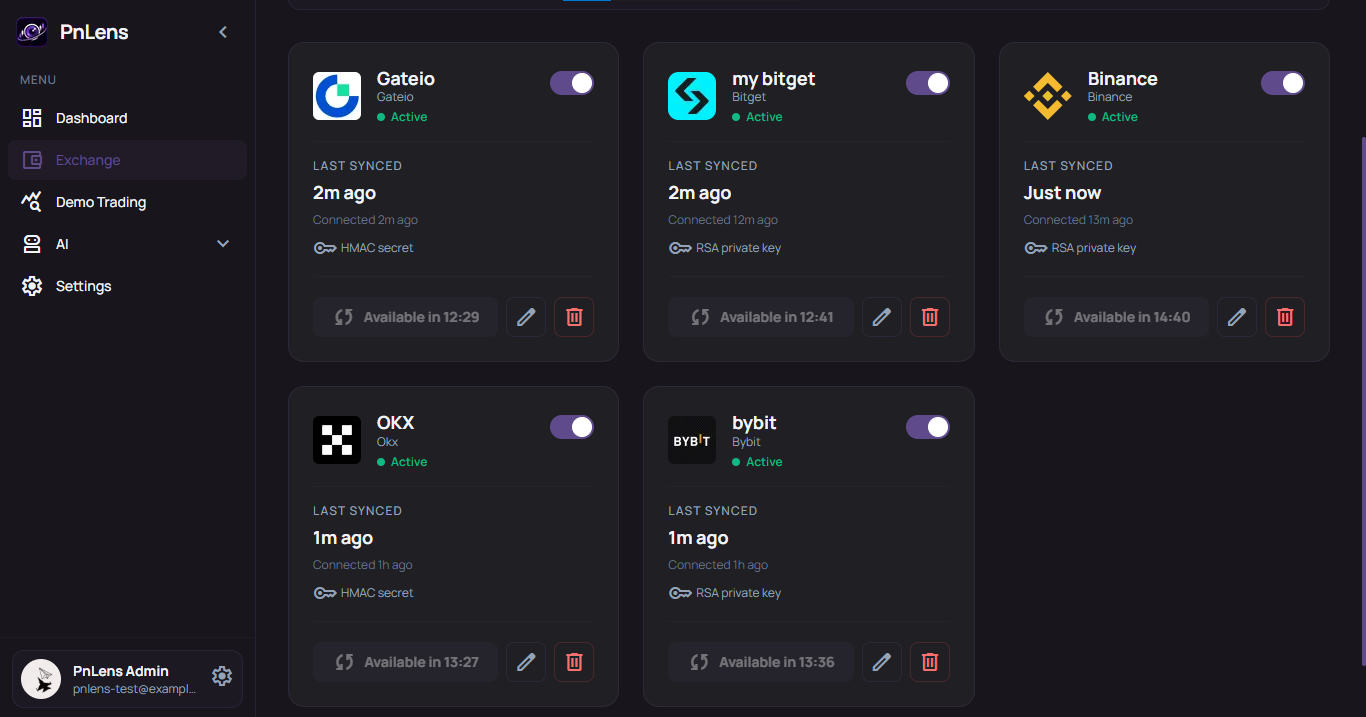 PnLens
MENU
Dashboard
Exchange
Demo Trading
AI
Settings
PnLens Admin
pnlens-test@exampl...
Gateio
Gateio
Active
LAST SYNCED
2m ago
Connected 2m ago
HMAC secret
Available in 12:29
my bitget
Bitget
Active
LAST SYNCED
2m ago
Connected 12m ago
RSA private key
Available in 12:41
Binance
Binance
Active
LAST SYNCED
Just now
Connected 13m ago
RSA private key
Available in 14:40
OKX
Okx
Active
LAST SYNCED
1m ago
Connected 1h ago
HMAC secret
Available in 13:27
BYBIT
bybit
Bybit
Active
LAST SYNCED
1m ago
Connected 1h ago
RSA private key
Available in 13:36